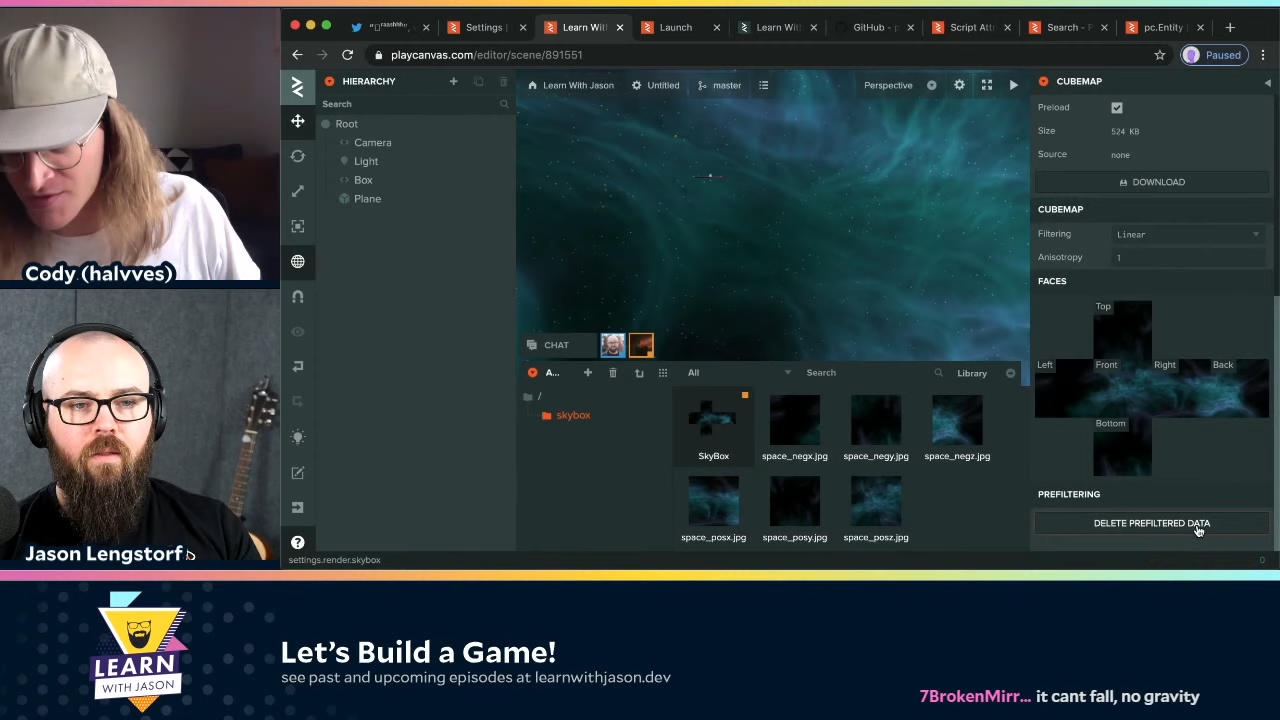 "▯raashhh", c
Settings |
Learn Wit
Launch
Learn Wit
GitHub - p
Script Att
Search - P
pc.Entity |
playcanvas.com/editor/scene/891551
Paused
HIERARCHY
Search
Root
Camera
Light
Box
Plane
Learn With Jason
Untitled
master
Perspective
CHAT
A...
All
Search
Library
/
skybox
SkyBox
space_negx.jpg
space_negy.jpg
space_negz.jpg
space_posx.jpg
space_posy.jpg
space_posz.jpg
CUBEMAP
Preload
Size 524 KB
Source none
DOWNLOAD
CUBEMAP
Filtering Linear
Anisotropy 1
FACES
Top
Left Front Right Back
Bottom
PREFILTERING
DELETE PREFILTERED DATA
settings.render.skybox
0
Cody (halvves)
Jason Lengstorf
LEARN
WITH JASON
Let's Build a Game!
see past and upcoming episodes at learnwithjason.dev
7BrokenMirr... it cant fall, no gravity